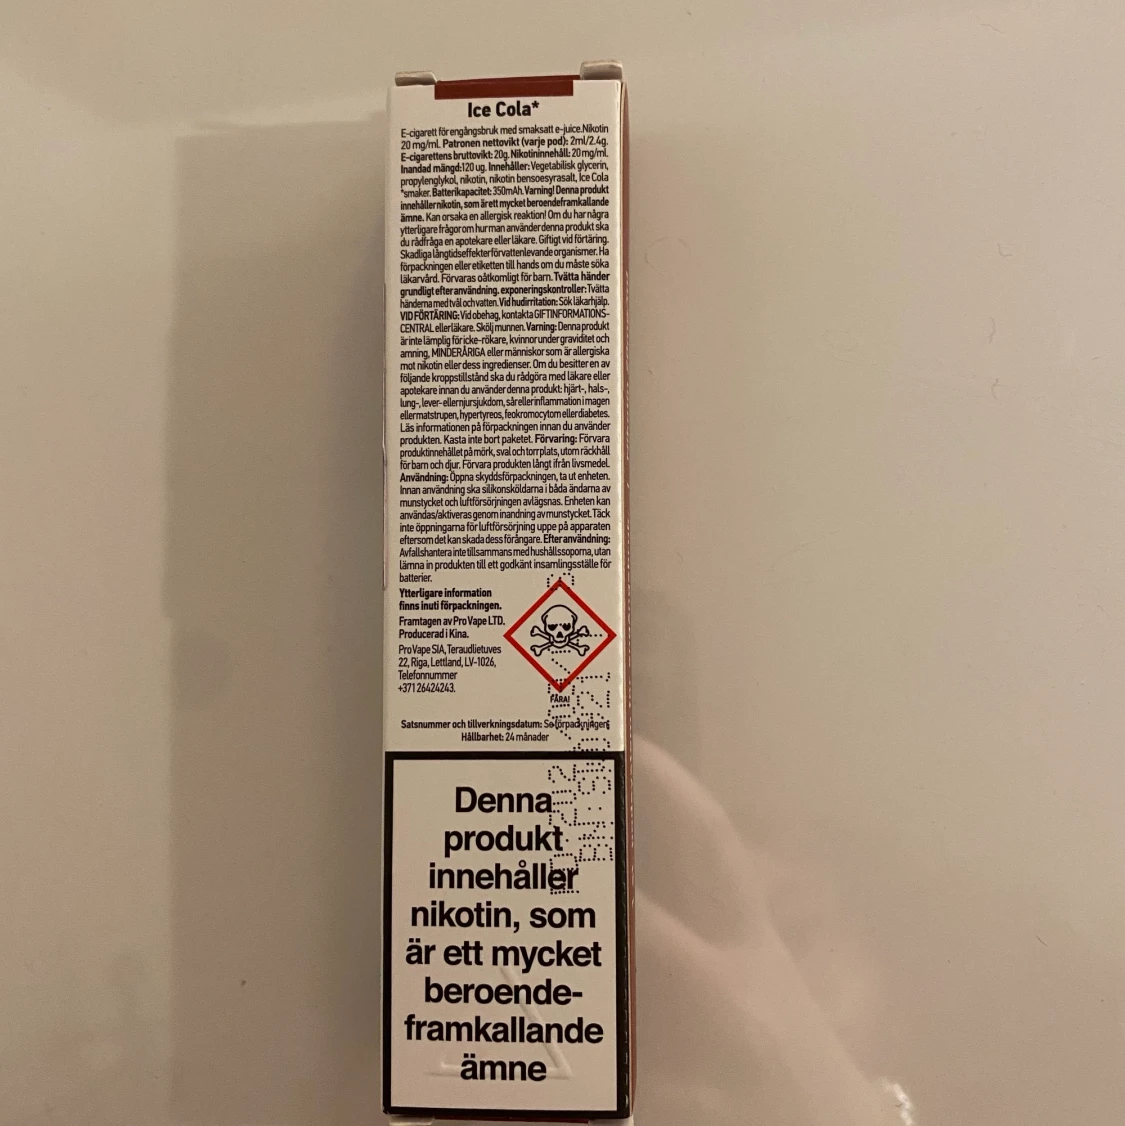 Ice Cola*
E-cigarett för engångsbruk med smaksatt e-juice.Nikotin
20 mg/ml. Patronen nettovikt (varje pod): 2ml/2.4g.
E-cigarettens bruttovikt: 20g. Nikotininnehåll: 20 mg/ml.
Inandad mängd:120 ug. Innehåller: Vegetabilisk glycerin,
propylenglykol, nikotin, nikotin bensoesyrasalt, Ice Cola
*smaker. Batterikapacitet: 350mAh. Varning! Denna produkt
innehåller nikotin, som är ett mycket beroendeframkallande
ämne. Kan orsaka en allergisk reaktion! Om du har några
ytterligare frågor om hur man använder denna produkt ska
du rådfråga en apotekare eller läkare. Giftigt vid förtäring.
Skadliga långtidseffekter för vattenlevande organismer. Ha
förpackningen eller etiketten till hands om du måste söka
läkarvård. Förvaras oåtkomligt för barn. Tvätta händer
grundligt efter användning. exponeringskontroller: Tvätta
händerna med tvål och vatten. Vid hudirritation: Sök läkarhjälp.
VID FÖRTÄRING: Vid obehag, kontakta GIFTINFORMATIONS-
CENTRAL eller läkare. Skölj munnen. Varning: Denna produkt
är inte lämplig för icke-rökare, kvinnor under graviditet och
amning, MINDERÅRIGA eller människor som är allergiska
mot nikotin eller dess ingredienser. Om du besitter en av
följande kroppstillstånd ska du rådgöra med läkare eller
apotekare innan du använder denna produkt: hjärt-, hals-,
lung-, lever- eller njursjukdom, sår eller inflammation i magen
eller matstrupen, hypertyreos, feokromocytom eller diabetes.
Läs informationen på förpackningen innan du använder
produkten. Kasta inte bort paketet. Förvaring: Förvara
produktinnehållet på mörk, sval och torr plats, utom räckhåll
för barn och djur. Förvara produkten långt ifrån livsmedel.
Användning: Öppna skyddsförpackningen, ta ut enheten.
Innan användning ska silikonsköldarna i båda ändarna av
munstycket och luftförsörjningen avlägsnas. Enheten kan
användas/aktiveras genom inandning av munstycket. Täck
inte öppningarna för luftförsörjning uppe på apparaten
eftersom det kan skada dess förångare. Efter användning:
Avfallshantera inte tillsammans med hushållssoporna, utan
lämna in produkten till ett godkänt insamlingsställe för
batterier.
Ytterligare information
finns inuti förpackningen.
Framtagen av Pro Vape LTD.
Producerad i Kina.
Pro Vape SIA, Teraudlietuves
22, Riga, Lettland, LV-1026,
Telefonnummer
+371 26424243.
FARA!
Satsnummer och tillverkningsdatum: Se förpackningen
Hållbarhet: 24 månader
Denna
produkt
innehåller
nikotin, som
är ett mycket
beroende-
framkallande
ämne